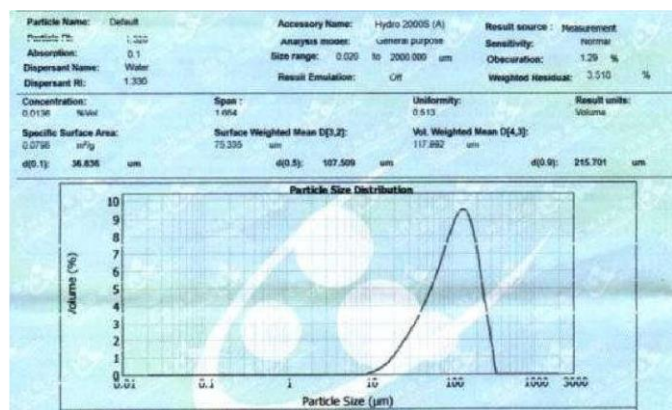 Particle Name: Default Accessory Name: Hydro 2000S (A) Result source : Measurement
Particle RI: Analysis model: General purpose Sensitivity: Normal
Absorption: 0.1 Size range: 0.020 to 2000.000 um Obscuration: 1.29 %
Dispersant Name: Water
Dispersant RI: 1.330 Result Emulation: Off Weighted Residual: 3.510 %
Concentration: Span : Uniformity: Result units:
0.0136 %Vol 1.664 0.513 Volume
Specific Surface Area: Surface Weighted Mean D[3,2]: Vol. Weighted Mean D[4,3]:
0.0796 m²/g 75.335 um 117.892 um
d(0.1): 36.836 um d(0.5): 107.509 um d(0.9): 215.701 um
Particle Size Distribution
10
9
8
7
6
5
4
3
2
1
0
Volume (%)
0.01 0.1 1 10 100 1000 3000
Particle Size (µm)